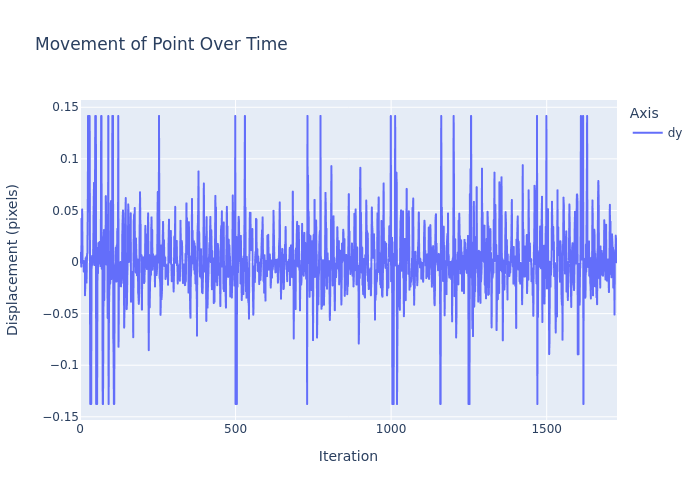 Movement of Point Over Time
Axis
dy
Displacement (pixels)
0.15
0.1
0.05
0
−0.05
−0.1
−0.15
0
500
1000
1500
Iteration